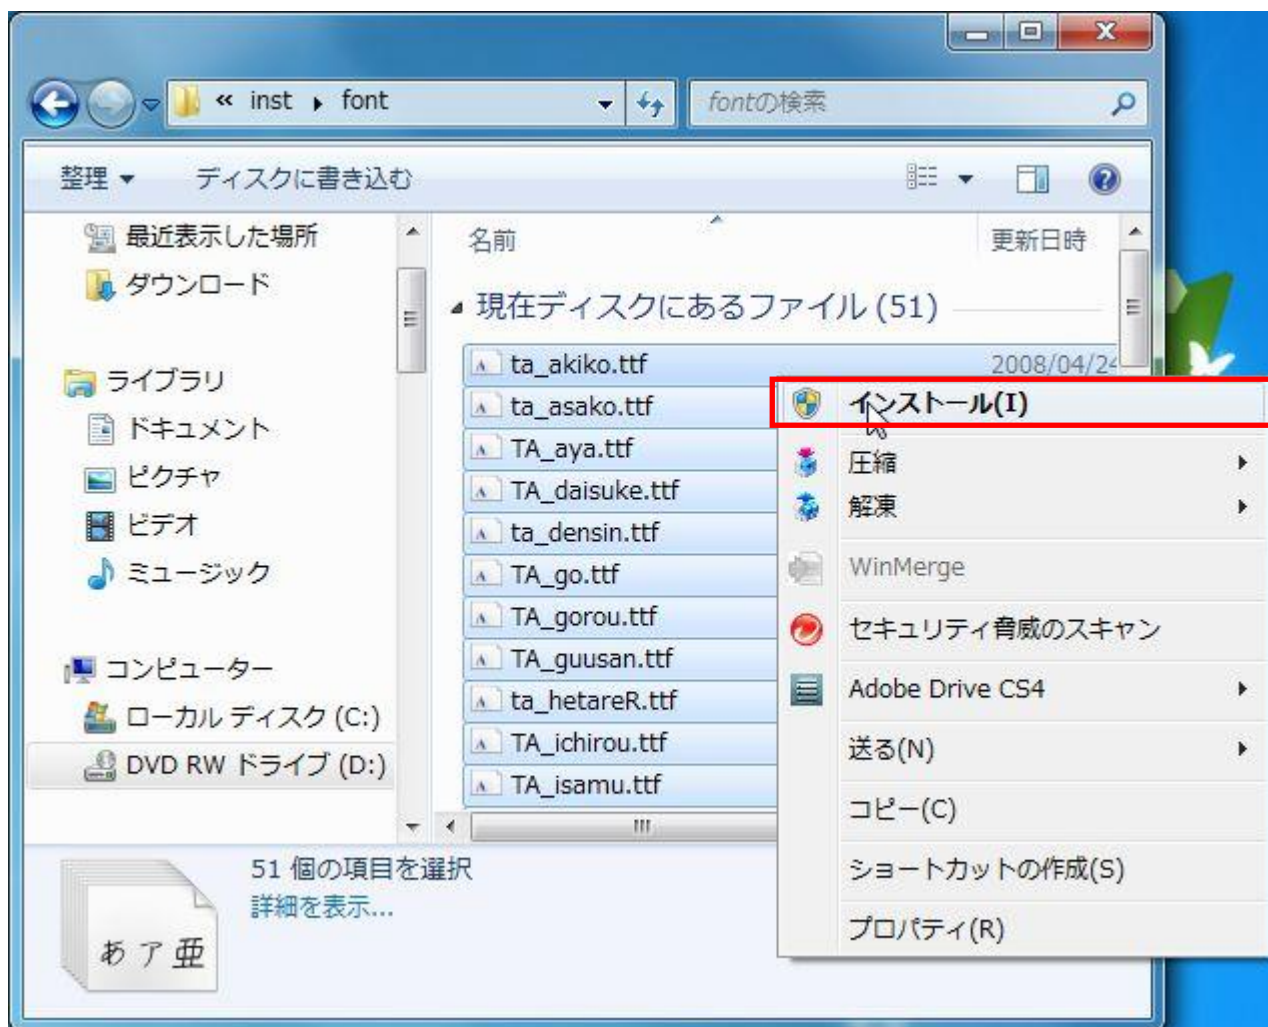 « inst ▸ font
fontの検索
整理 ▼ ディスクに書き込む
最近表示した場所
ダウンロード
ライブラリ
ドキュメント
ピクチャ
ビデオ
ミュージック
コンピューター
ローカル ディスク (C:)
DVD RW ドライブ (D:)
名前 更新日時
現在ディスクにあるファイル (51)
ta_akiko.ttf 2008/04/24
ta_asako.ttf
TA_aya.ttf
TA_daisuke.ttf
ta_densin.ttf
TA_go.ttf
TA_gorou.ttf
TA_guusan.ttf
ta_hetareR.ttf
TA_ichirou.ttf
TA_isamu.ttf
インストール(I)
圧縮
解凍
WinMerge
セキュリティ脅威のスキャン
Adobe Drive CS4
送る(N)
コピー(C)
ショートカットの作成(S)
プロパティ(R)
51 個の項目を選択
詳細を表示...
あア亜